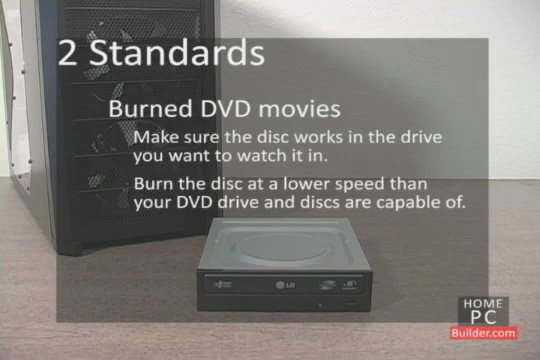 2 Standards
Burned DVD movies
Make sure the disc works in the drive
you want to watch it in.
Burn the disc at a lower speed than
your DVD drive and discs are capable of.
LG
HOME
PC
Builder.com